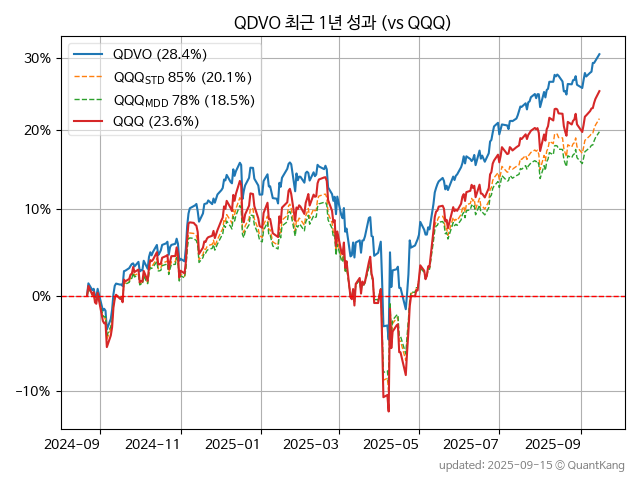 QDVO 최근 1년 성과 (vs QQQ)
QDVO (28.4%)
QQQSTD 85% (20.1%)
QQQMDD 78% (18.5%)
QQQ (23.6%)
30%
20%
10%
0%
−10%
2024-09 2024-11 2025-01 2025-03 2025-05 2025-07 2025-09
updated: 2025-09-15 © QuantKang